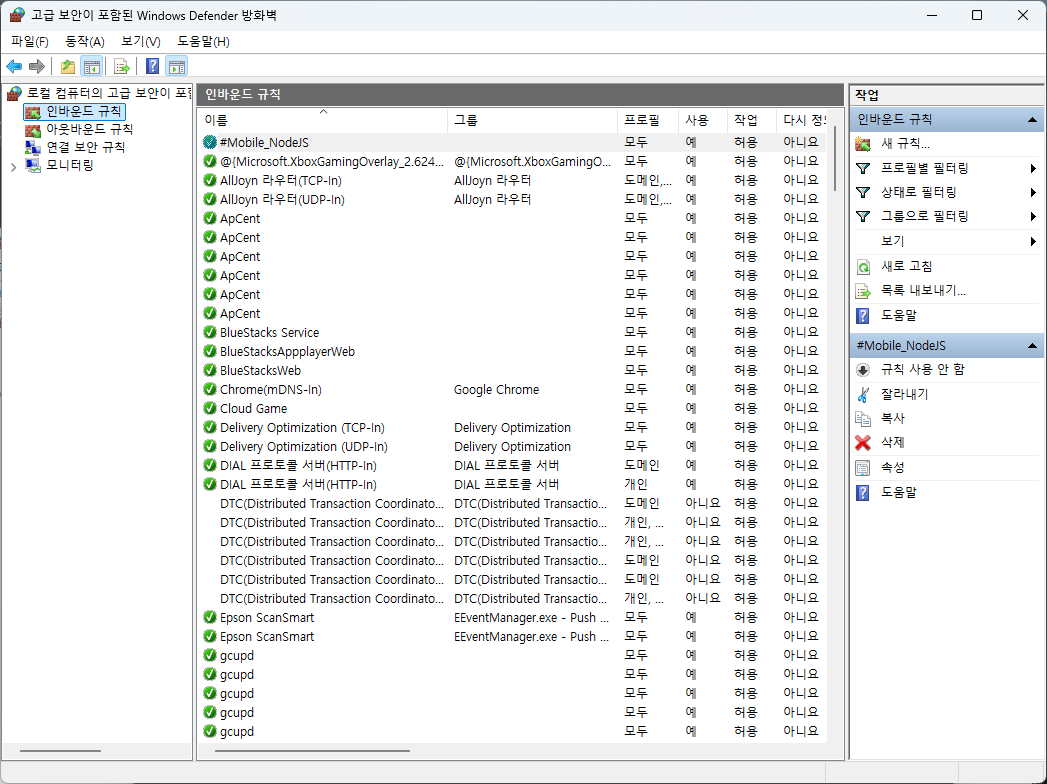 고급 보안이 포함된 Windows Defender 방화벽
파일(F) 동작(A) 보기(V) 도움말(H)
로컬 컴퓨터의 고급 보안이 포함
인바운드 규칙
아웃바운드 규칙
연결 보안 규칙
모니터링
인바운드 규칙
이름 그룹 프로필 사용 작업 다시 정의
#Mobile_NodeJS 모두 예 허용 아니요
@{Microsoft.XboxGamingOverlay_2.624... @{Microsoft.XboxGamingO... 모두 예 허용 아니요
AllJoyn 라우터(TCP-In) AllJoyn 라우터 도메인,... 예 허용 아니요
AllJoyn 라우터(UDP-In) AllJoyn 라우터 도메인,... 예 허용 아니요
ApCent 모두 예 허용 아니요
ApCent 모두 예 허용 아니요
ApCent 모두 예 허용 아니요
ApCent 모두 예 허용 아니요
ApCent 모두 예 허용 아니요
ApCent 모두 예 허용 아니요
BlueStacks Service 모두 예 허용 아니요
BlueStacksAppplayerWeb 모두 예 허용 아니요
BlueStacksWeb 모두 예 허용 아니요
Chrome(mDNS-In) Google Chrome 모두 예 허용 아니요
Cloud Game 모두 예 허용 아니요
Delivery Optimization (TCP-In) Delivery Optimization 모두 예 허용 아니요
Delivery Optimization (UDP-In) Delivery Optimization 모두 예 허용 아니요
DIAL 프로토콜 서버(HTTP-In) DIAL 프로토콜 서버 도메인 예 허용 아니요
DIAL 프로토콜 서버(HTTP-In) DIAL 프로토콜 서버 개인 예 허용 아니요
DTC(Distributed Transaction Coordinato... DTC(Distributed Transactio... 도메인 아니요 허용 아니요
DTC(Distributed Transaction Coordinato... DTC(Distributed Transactio... 개인, ... 아니요 허용 아니요
DTC(Distributed Transaction Coordinato... DTC(Distributed Transactio... 개인, ... 아니요 허용 아니요
DTC(Distributed Transaction Coordinato... DTC(Distributed Transactio... 도메인 아니요 허용 아니요
DTC(Distributed Transaction Coordinato... DTC(Distributed Transactio... 도메인 아니요 허용 아니요
DTC(Distributed Transaction Coordinato... DTC(Distributed Transactio... 개인, ... 아니요 허용 아니요
Epson ScanSmart EEventManager.exe - Push ... 모두 예 허용 아니요
Epson ScanSmart EEventManager.exe - Push ... 모두 예 허용 아니요
gcupd 모두 예 허용 아니요
gcupd 모두 예 허용 아니요
gcupd 모두 예 허용 아니요
gcupd 모두 예 허용 아니요
gcupd 모두 예 허용 아니요
작업
인바운드 규칙
새 규칙...
프로필별 필터링
상태로 필터링
그룹으로 필터링
보기
새로 고침
목록 내보내기...
도움말
#Mobile_NodeJS
규칙 사용 안 함
잘라내기
복사
삭제
속성
도움말